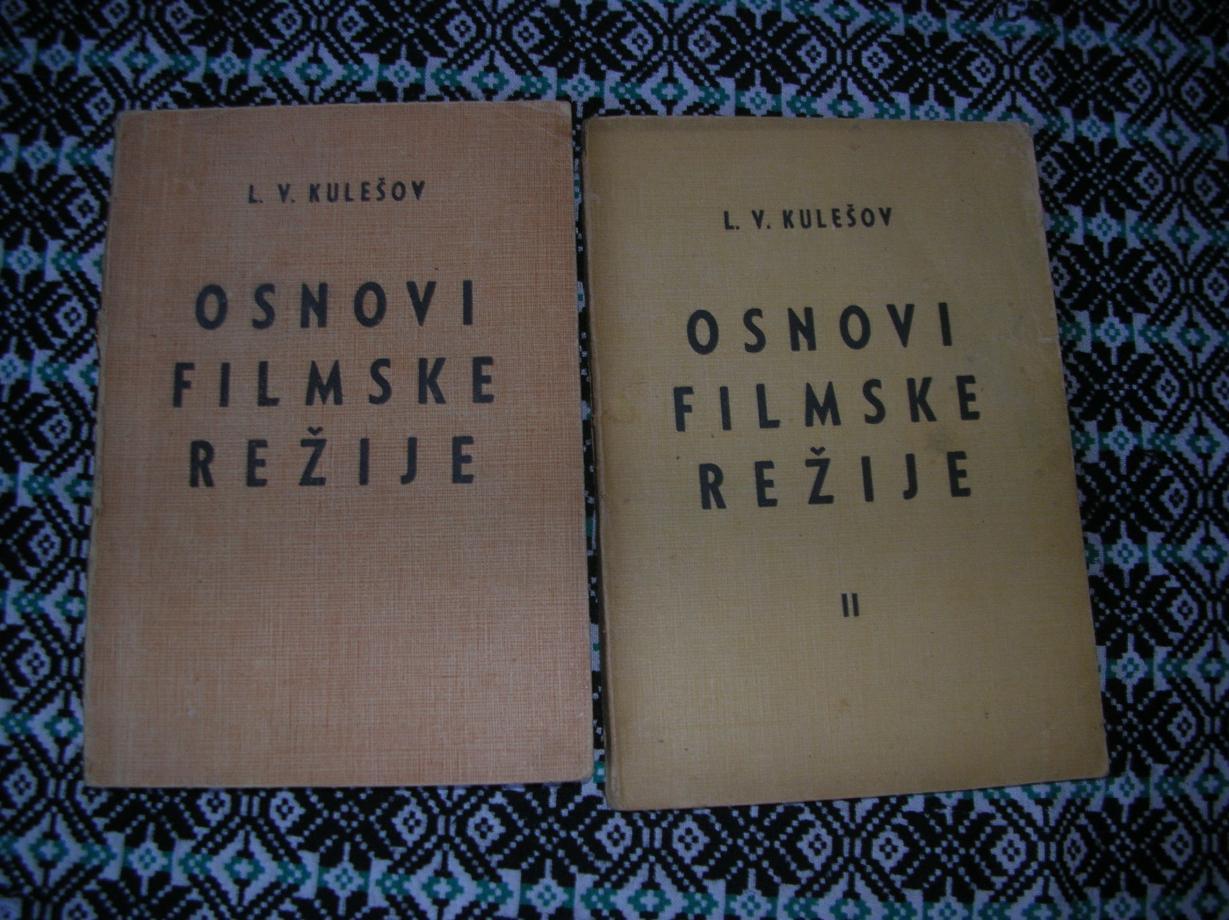 L. V. KULEŠOV
OSNOVI
FILMSKE
REŽIJE
L. V. KULEŠOV
OSNOVI
FILMSKE
REŽIJE
II